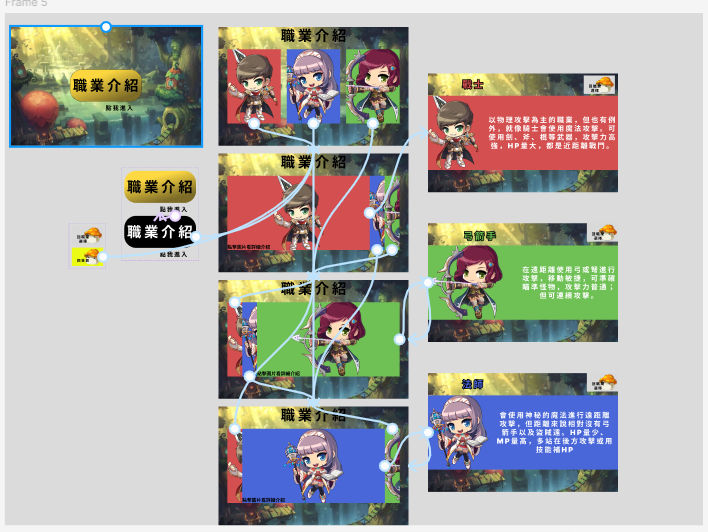 Frame 5
職業介紹
點我進入
職業介紹
點我進入
職業介紹
點我進入
職業介紹
職業介紹
點擊圖片看詳細介紹
職業介紹
點擊圖片看詳細介紹
職業介紹
點擊圖片看詳細介紹
戰士
以物理攻擊為主的職業，但也有例
外，就像騎士會使用魔法攻擊，可
使用劍、斧、棍等武器，攻擊力高
強，HP量大，都是近距離戰鬥。
弓箭手
在遠距離使用弓或弩進行
攻擊，移動敏捷，可準確
瞄準怪物，攻擊力普通；
但可連續攻擊。
法師
會使用神秘的魔法進行遠距離
攻擊，但距離來說相對沒有弓
箭手以及盜賊遠、HP量少、
MP量高，多站在後方攻擊或用
技能補HP